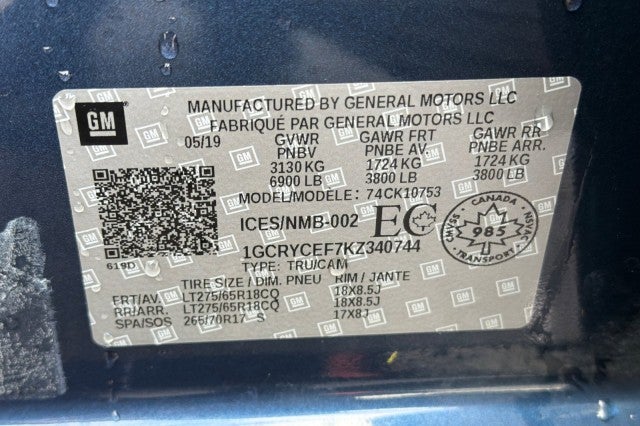 GM
MANUFACTURED BY GENERAL MOTORS LLC
FABRIQUÉ PAR GENERAL MOTORS LLC
05/19 GVWR GAWR FRT GAWR RR
PNBV PNBE AV. PNBE ARR.
3130 KG 1724 KG 1724 KG
6900 LB 3800 LB 3800 LB
MODEL/MODELE: 74CK10753
ICES/NMB-002 EC
CANADA
985
TRANSPORT
1GCRYCEF7KZ340744
619D
TYPE: TRU/CAM
TIRE SIZE / DIM. PNEU RIM / JANTE
FRT/AV. LT275/65R18CQ 18X8.5J
RR/ARR. LT275/65R18CQ 18X8.5J
SPA/SOS 265/70R17 S 17X8J